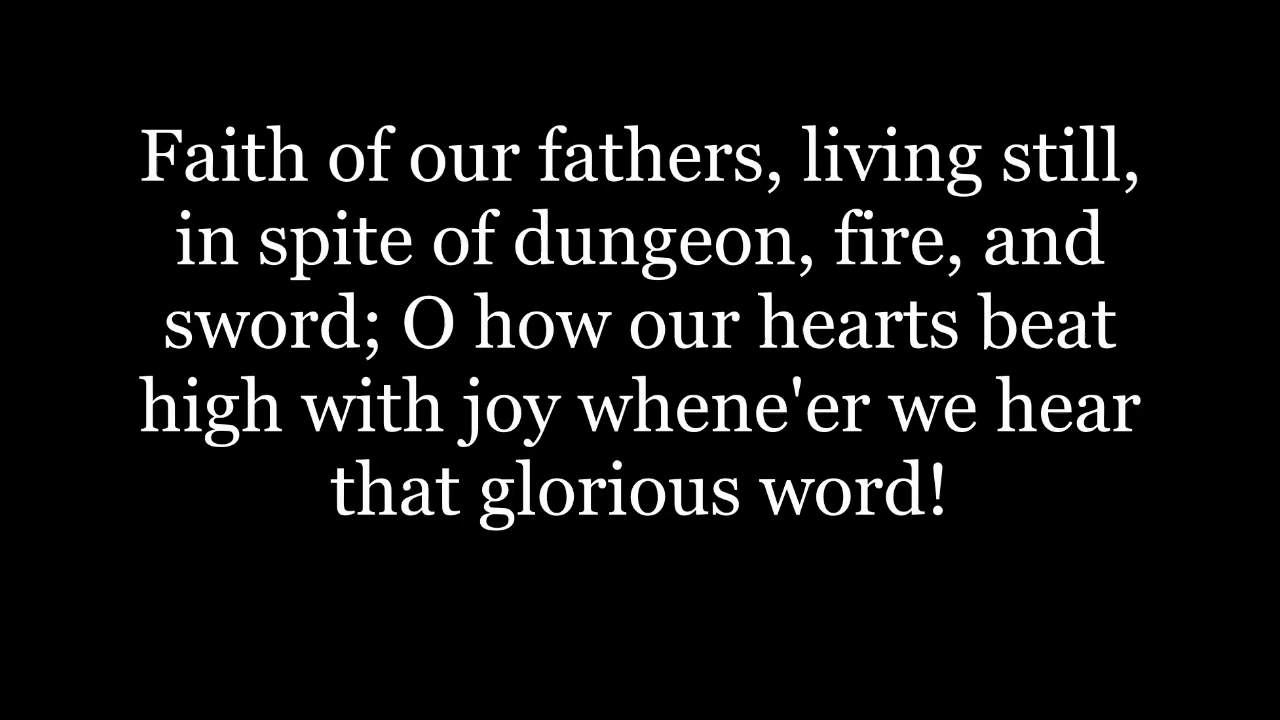 Faith of our fathers, living still,
in spite of dungeon, fire, and
sword; O how our hearts beat
high with joy whene'er we hear
that glorious word!